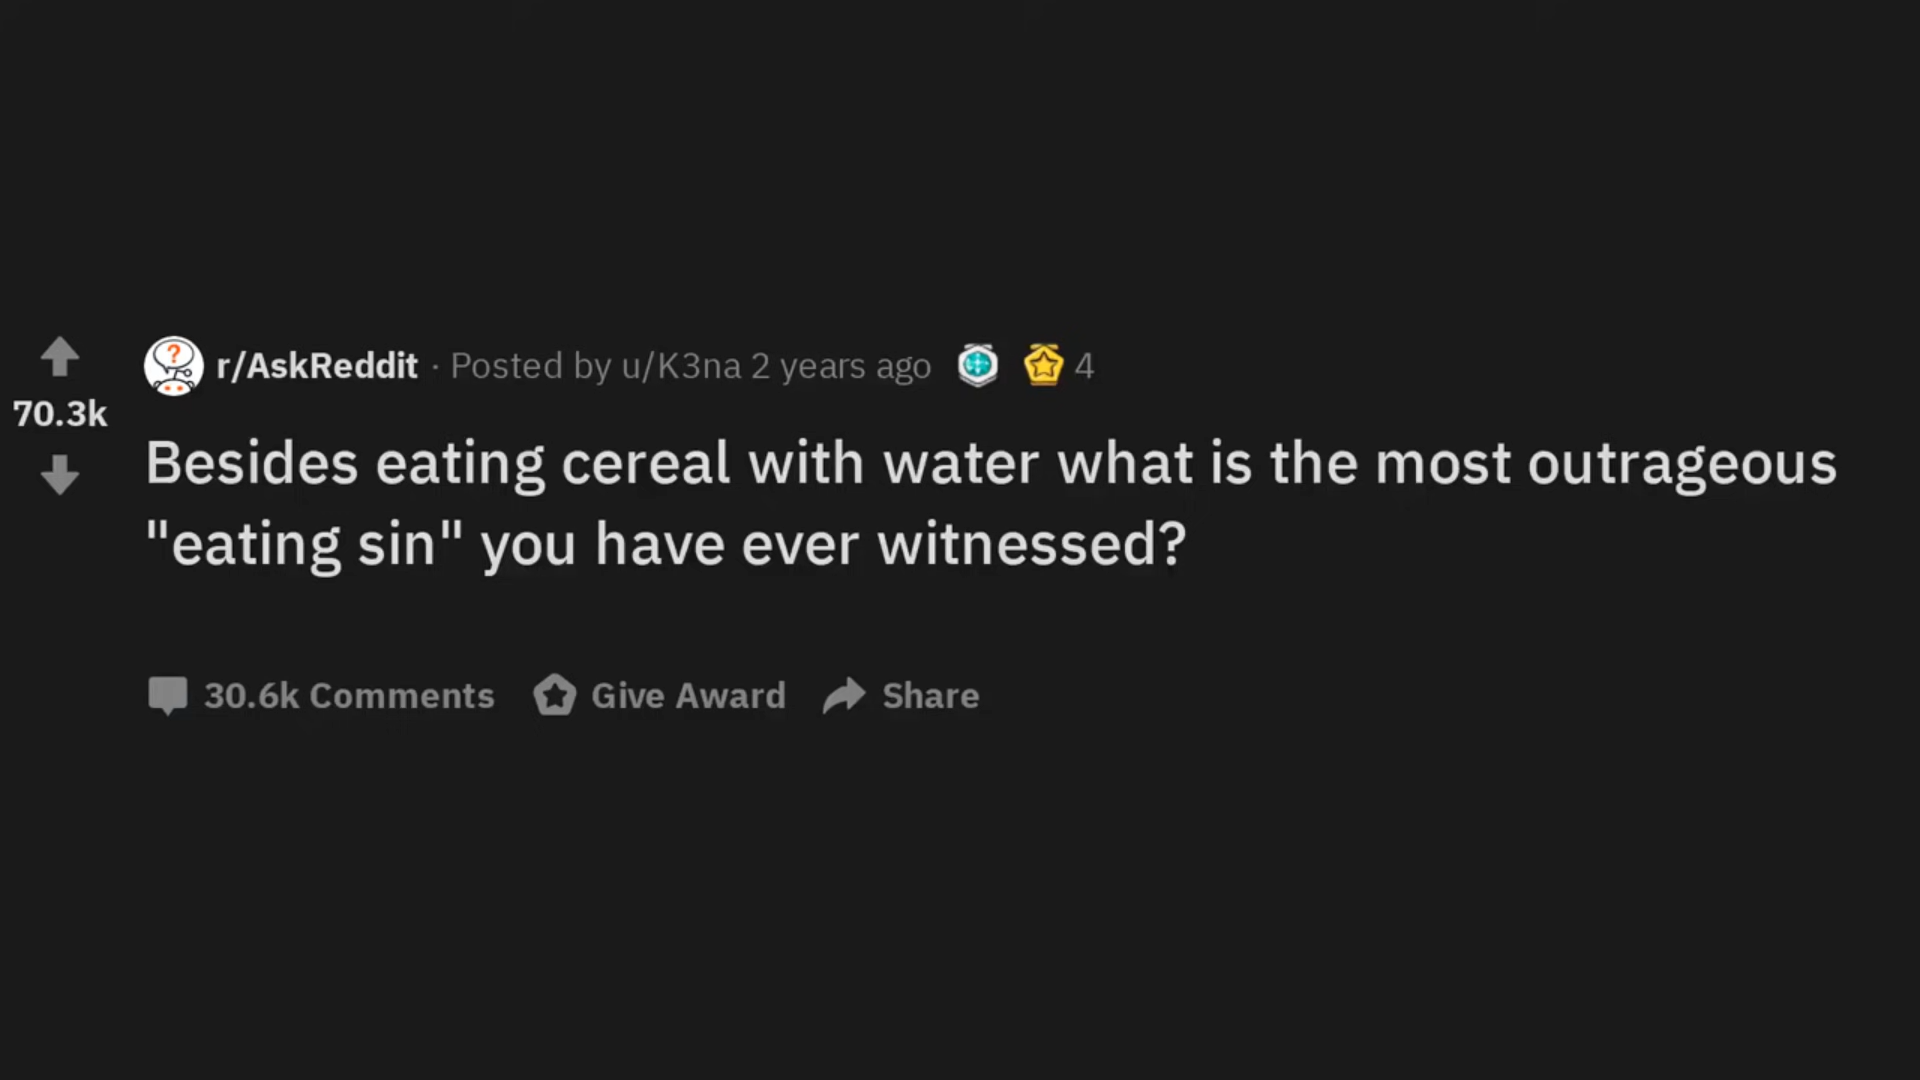 r/AskReddit · Posted by u/K3na 2 years ago 4
70.3k
Besides eating cereal with water what is the most outrageous
"eating sin" you have ever witnessed?
30.6k Comments Give Award Share